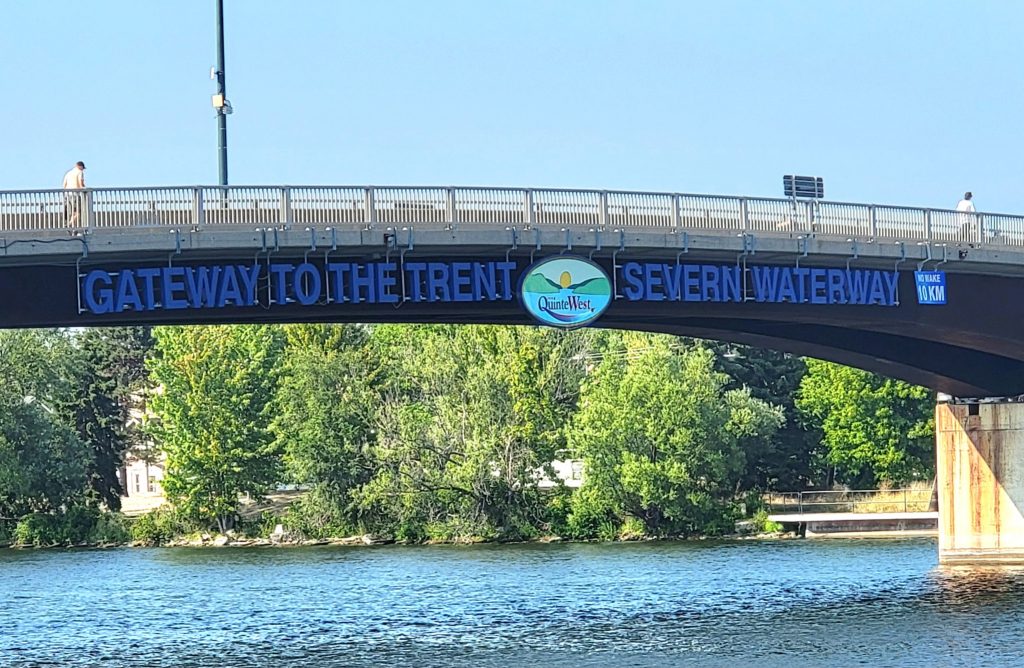 GATEWAY TO THE TRENT
QuinteWest
SEVERN WATERWAY
NO WAKE
10 KM